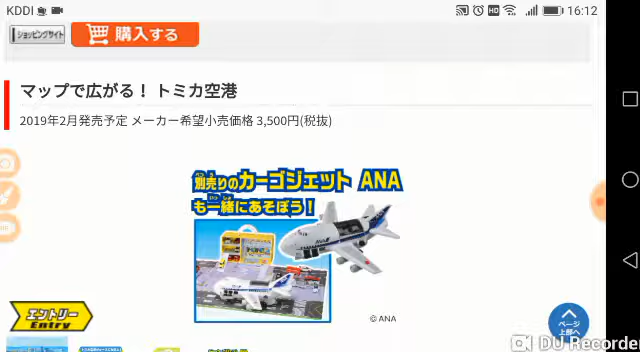 KDDI
HD
16:12
ショッピングサイト
購入する
マップで広がる！ トミカ空港
2019年2月発売予定 メーカー希望小売価格 3,500円(税抜)
別売りのカーゴジェット ANA
も一緒にあそぼう！
エントリー
Entry
© ANA
ページ
上部へ
DU Recorde